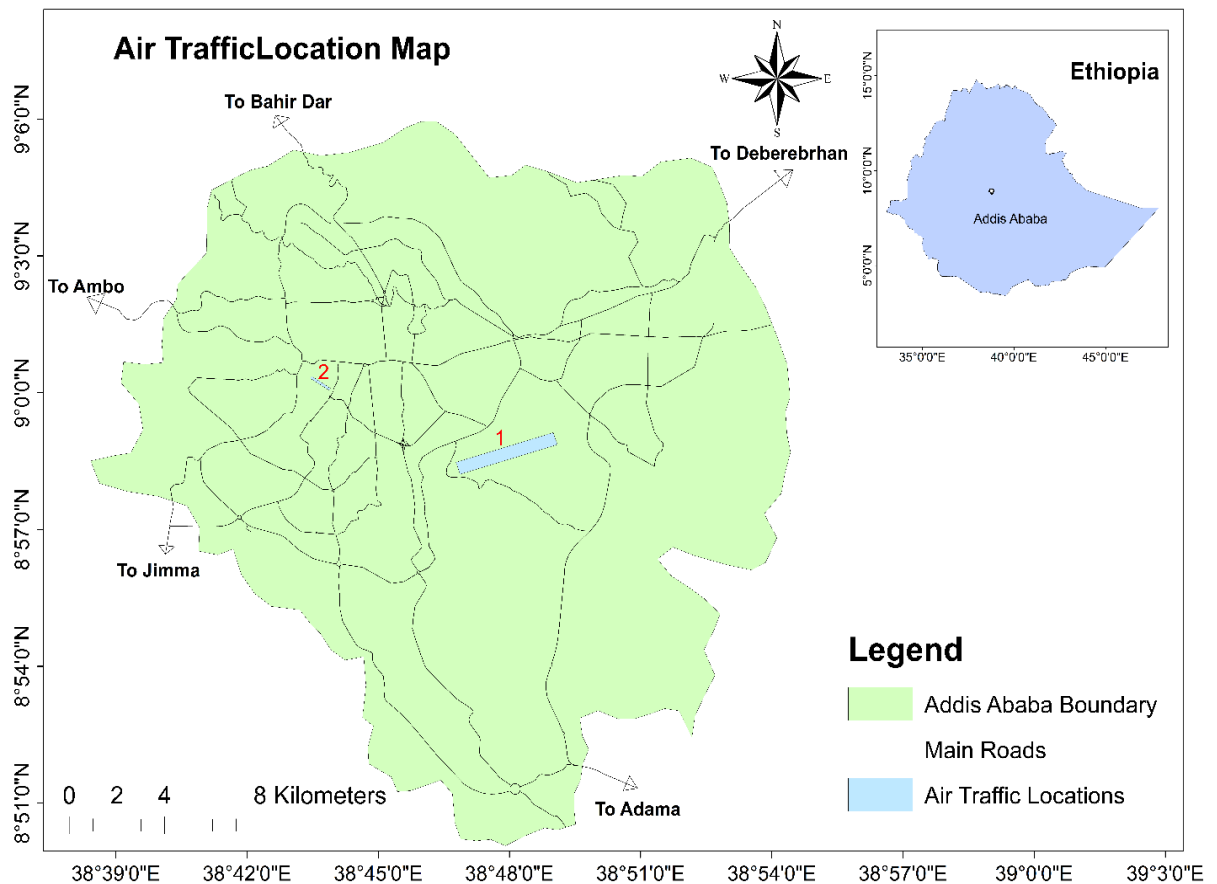 Air TrafficLocation Map
N
W
E
S
Ethiopia
15°0'0"N
10°0'0"N
5°0'0"N
Addis Ababa
35°0'0"E
40°0'0"E
45°0'0"E
To Bahir Dar
To Deberebrhan
To Ambo
2
1
To Jimma
To Adama
9°6'0"N
9°3'0"N
9°0'0"N
8°57'0"N
8°54'0"N
8°51'0"N
Legend
Addis Ababa Boundary
Main Roads
Air Traffic Locations
0 2 4 8 Kilometers
38°39'0"E
38°42'0"E
38°45'0"E
38°48'0"E
38°51'0"E
38°54'0"E
38°57'0"E
39°0'0"E
39°3'0"E